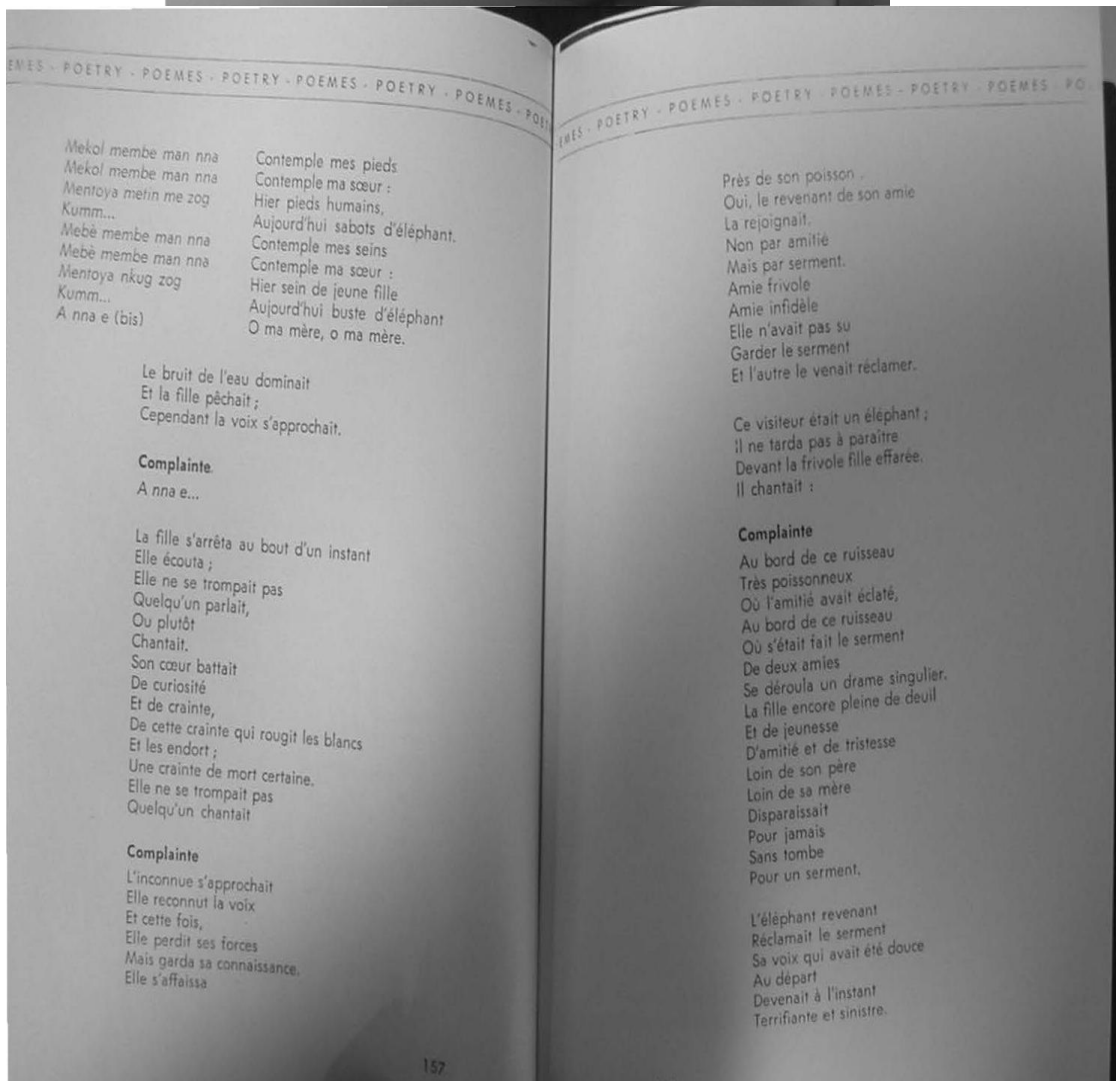 EMES - POETRY - POEMES - POETRY - POEMES - POETRY - POEMES - POET
Mekol membe man nna
Mekol membe man nna
Mentoya metin me zog
Kumm...
Mebè membe man nna
Mebè membe man nna
Mentoya nkug zog
Kumm...
A nna e (bis)
Contemple mes pieds
Contemple ma sœur :
Hier pieds humains,
Aujourd'hui sabots d'éléphant.
Contemple mes seins
Contemple ma sœur :
Hier sein de jeune fille
Aujourd'hui buste d'éléphant
O ma mère, o ma mère.
Le bruit de l'eau dominait
Et la fille pêchait ;
Cependant la voix s'approchait.
Complainte.
A nna e...
La fille s'arrêta au bout d'un instant
Elle écouta ;
Elle ne se trompait pas
Quelqu'un parlait,
Ou plutôt
Chantait.
Son cœur battait
De curiosité
Et de crainte,
De cette crainte qui rougit les blancs
Et les endort ;
Une crainte de mort certaine.
Elle ne se trompait pas
Quelqu'un chantait
Complainte
L'inconnue s'approchait
Elle reconnut la voix
Et cette fois,
Elle perdit ses forces
Mais garda sa connaissance.
Elle s'affaissa
157
EMES - POETRY - POEMES - POETRY - POEMES - POETRY - POEMES - PO
Près de son poisson .
Oui, le revenant de son amie
La rejoignait.
Non par amitié
Mais par serment.
Amie frivole
Amie infidèle
Elle n'avait pas su
Garder le serment
Et l'autre le venait réclamer.
Ce visiteur était un éléphant ;
Il ne tarda pas à paraître
Devant la frivole fille effarée.
Il chantait :
Complainte
Au bord de ce ruisseau
Très poissonneux
Où l'amitié avait éclaté,
Au bord de ce ruisseau
Où s'était fait le serment
De deux amies
Se déroula un drame singulier.
La fille encore pleine de deuil
Et de jeunesse
D'amitié et de tristesse
Loin de son père
Loin de sa mère
Disparaissait
Pour jamais
Sans tombe
Pour un serment.
L'éléphant revenant
Réclamait le serment
Sa voix qui avait été douce
Au départ
Devenait à l'instant
Terrifiante et sinistre.